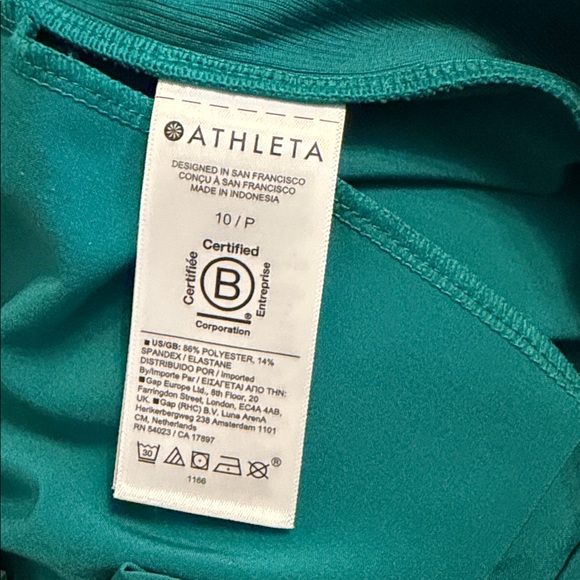 ATHLETA
DESIGNED IN SAN FRANCISCO
CONÇU À SAN FRANCISCO
MADE IN INDONESIA
10 / P
Certified
Certifiée
B
Entreprise
®
Corporation
■ US/GB: 86% POLYESTER, 14%
SPANDEX / ELASTANE
DISTRIBUIDO POR / Imported
By/Importe Par / ΕΙΣΑΓΕΤΑΙ ΑΠΟ ΤΗΝ:
■Gap Europe Ltd., 8th Floor, 20
Farringdon Street, London, EC4A 4AB,
UK. ■Gap (RHC) B.V. Luna ArenA
Herikerbergweg 238 Amsterdam 1101
CM, Netherlands
RN 54023 / CA 17897
30 ®
1166